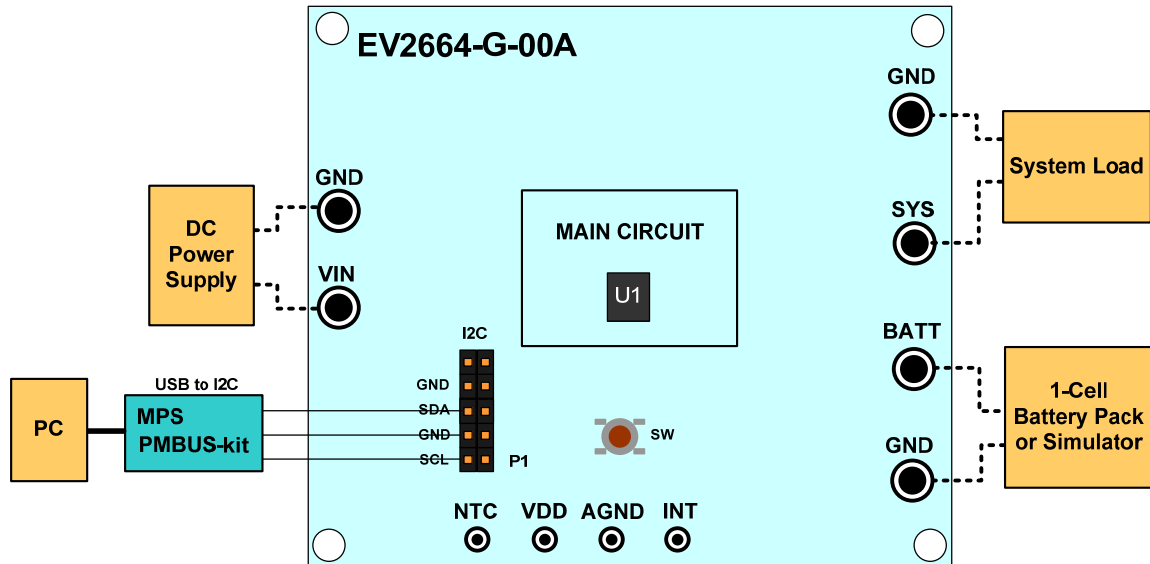 EV2664-G-00A
GND
System Load
SYS
GND
DC
Power
Supply
VIN
MAIN CIRCUIT
U1
I2C
BATT
1-Cell
Battery Pack
or Simulator
GND
PC
USB to I2C
MPS
PMBUS-kit
GND
SDA
GND
SCL
P1
SW
NTC
VDD
AGND
INT